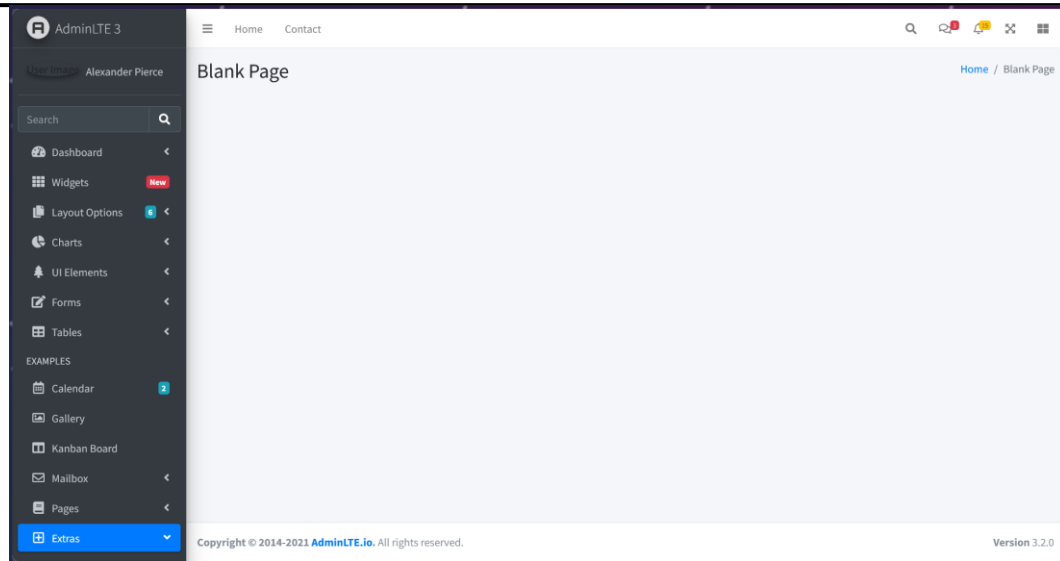 AdminLTE 3
Home Contact
3
15
User Image Alexander Pierce
Blank Page
Home / Blank Page
Search
Dashboard
Widgets New
Layout Options 6
Charts
UI Elements
Forms
Tables
EXAMPLES
Calendar 2
Gallery
Kanban Board
Mailbox
Pages
Extras
Copyright © 2014-2021 AdminLTE.io. All rights reserved.
Version 3.2.0